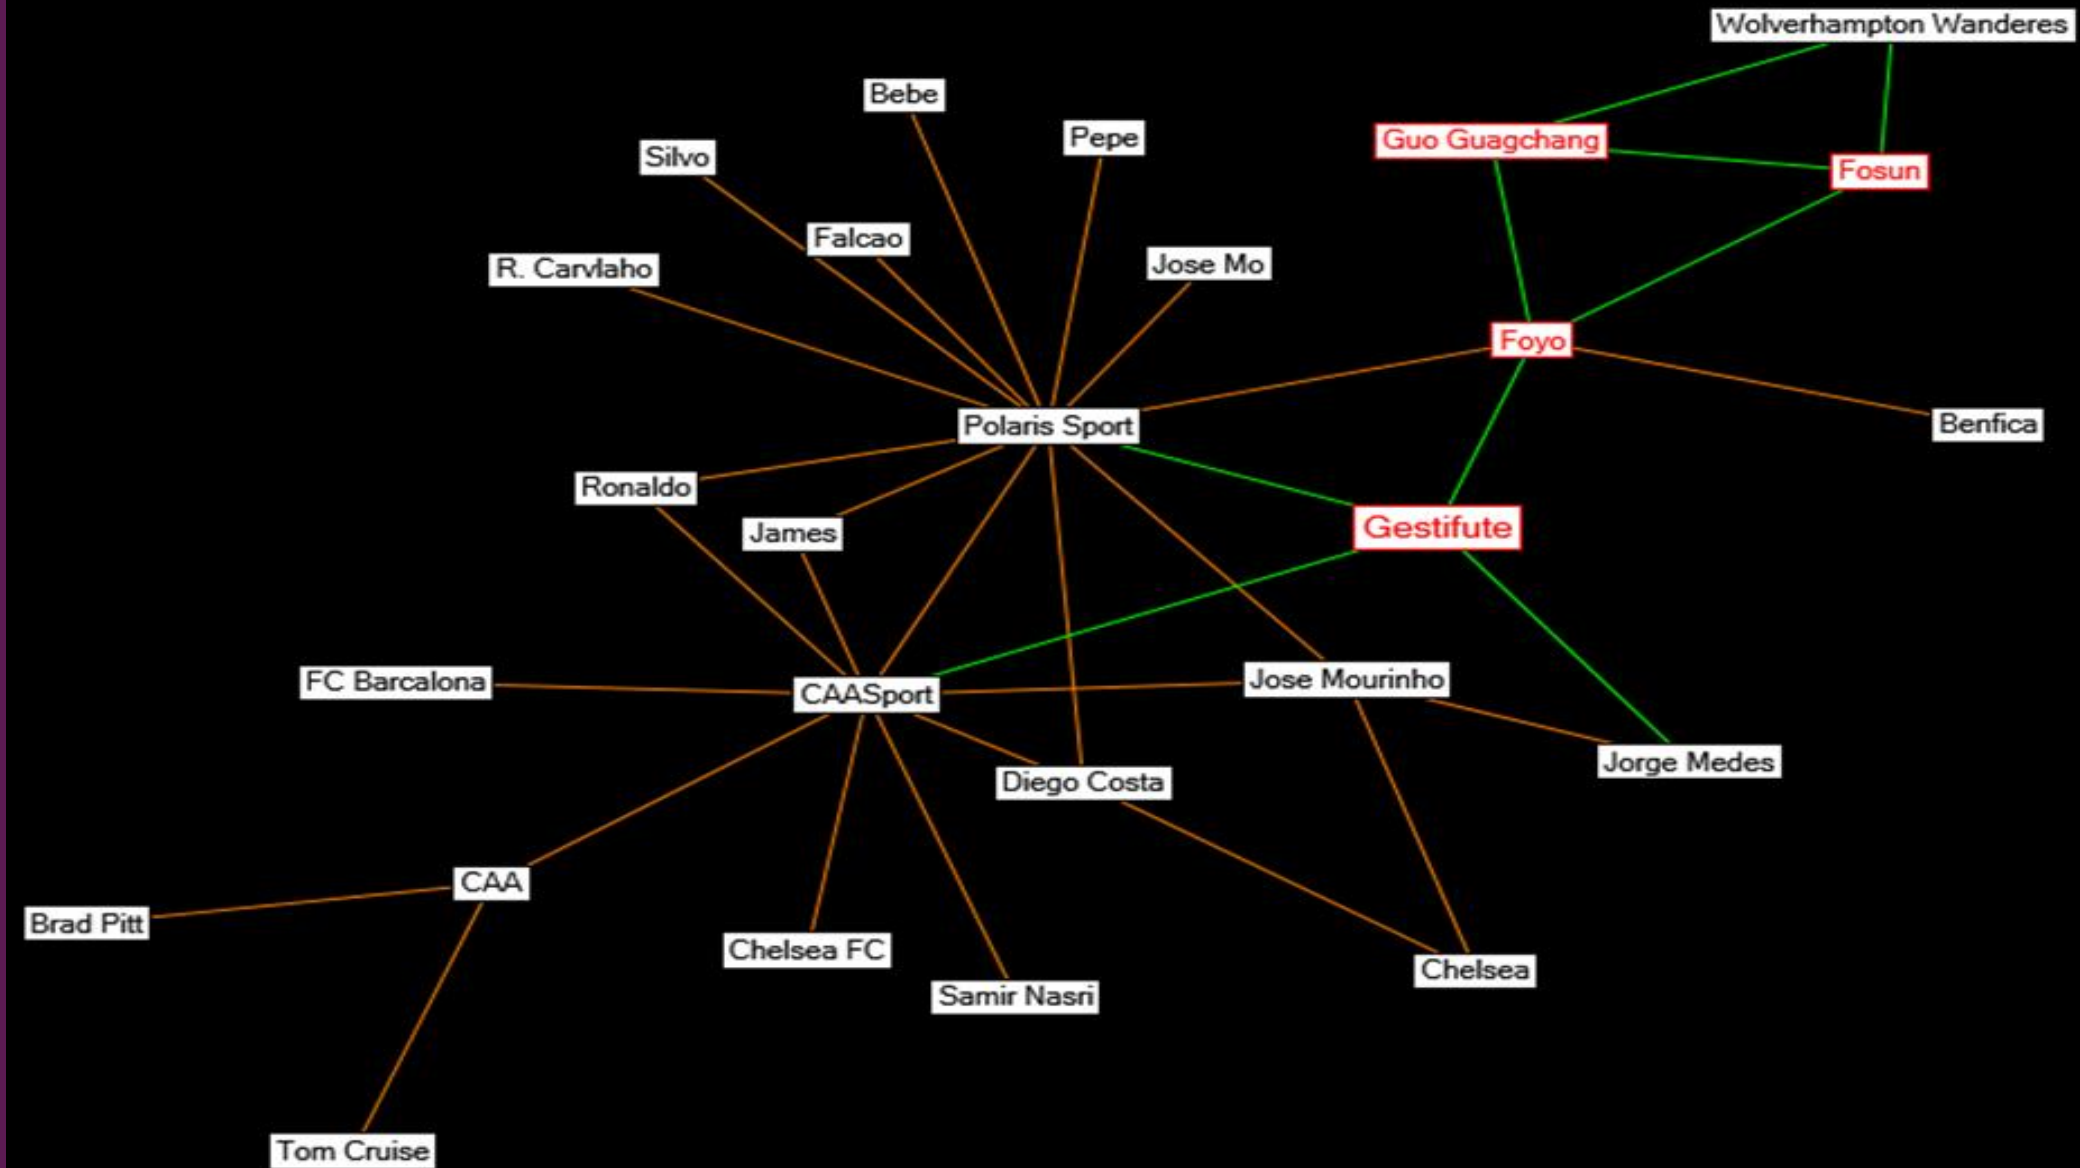 Wolverhampton Wanderes
Bebe
Pepe
Guo Guagchang
Silvo
Fosun
Falcao
Jose Mo
R. Carvlaho
Foyo
Polaris Sport
Benfica
Ronaldo
James
Gestifute
FC Barcalona
CAASport
Jose Mourinho
Jorge Medes
Diego Costa
CAA
Brad Pitt
Chelsea FC
Chelsea
Samir Nasri
Tom Cruise